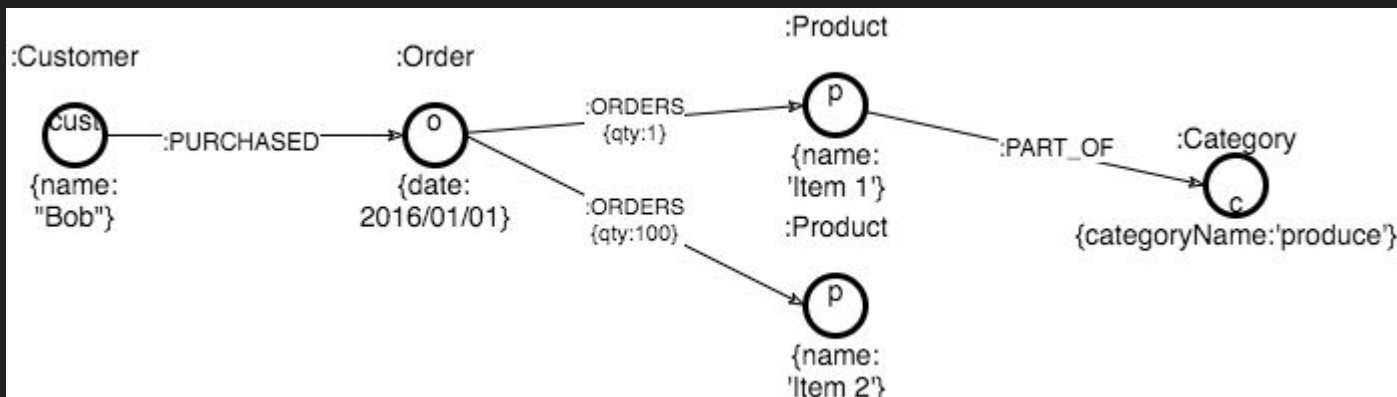 :Customer
cust
{name:
"Bob"}
:PURCHASED
:Order
o
{date:
2016/01/01}
:ORDERS
{qty:1}
:ORDERS
{qty:100}
:Product
p
{name:
'Item 1'}
:Product
p
{name:
'Item 2'}
:PART_OF
:Category
c
{categoryName:'produce'}